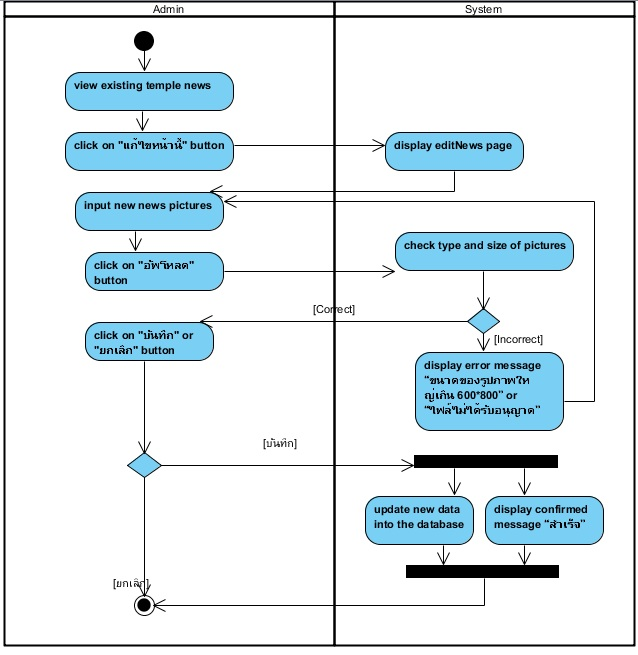 Admin
System
view existing temple news
click on "แก้ไขหน้านี้" button
display editNews page
input new news pictures
check type and size of pictures
click on "อัพโหลด"
button
[Correct]
[Incorrect]
click on "บันทึก" or
"ยกเลิก" button
display error message
"ขนาดของรูปภาพให
ญ่เกิน 600*800" or
"ไฟล์ไม่ได้รับอนุญาต"
[บันทึก]
update new data
into the database
display confirmed
message "สำเร็จ"
[ยกเลิก]